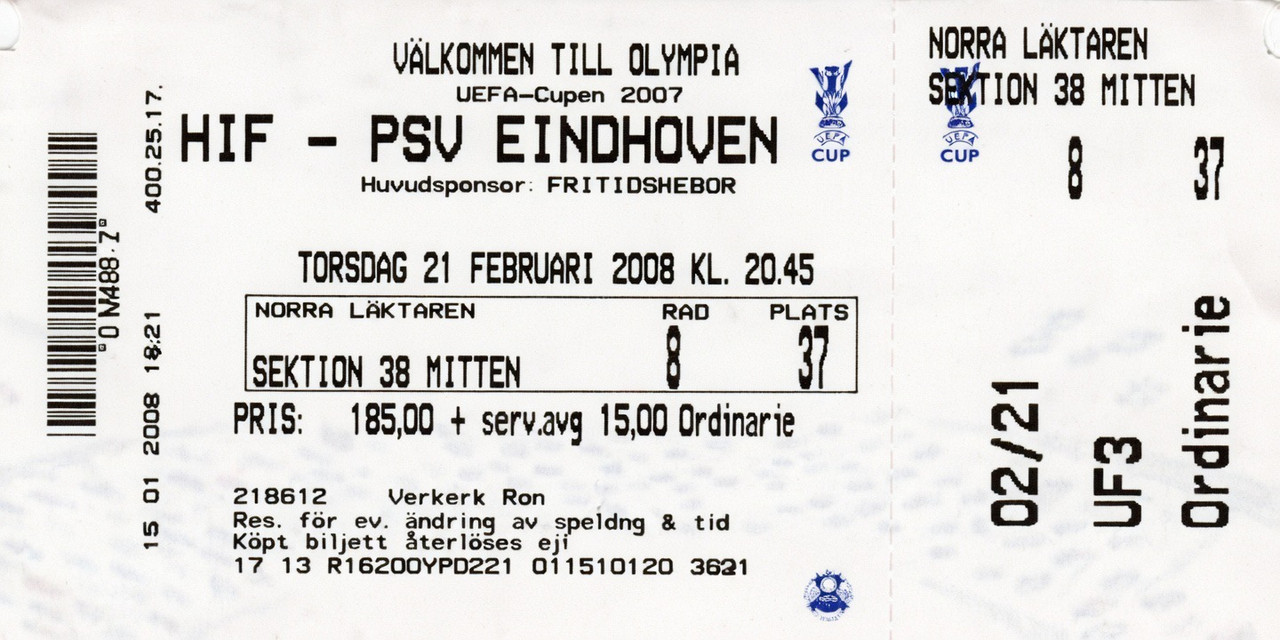 VÄLKOMMEN TILL OLYMPIA
UEFA-Cupen 2007
HIF - PSV EINDHOVEN
Huvudsponsor: FRITIDSHEBOR
UEFA
CUP
TORSDAG 21 FEBRUARI 2008 KL. 20.45
NORRA LÄKTAREN RAD PLATS
SEKTION 38 MITTEN 8 37
PRIS: 185,00 + serv.avg 15,00 Ordinarie
218612 Verkerk Ron
Res. för ev. ändring av speldng & tid
Köpt biljett återlöses ej
17 13 R16200YPD221 011510120 3621
"0 N488.7"
15 01 2008 18:21 400.25.17.
NORRA LÄKTAREN
SEKTION 38 MITTEN
UEFA
CUP
8 37
02/21
UF3
Ordinarie